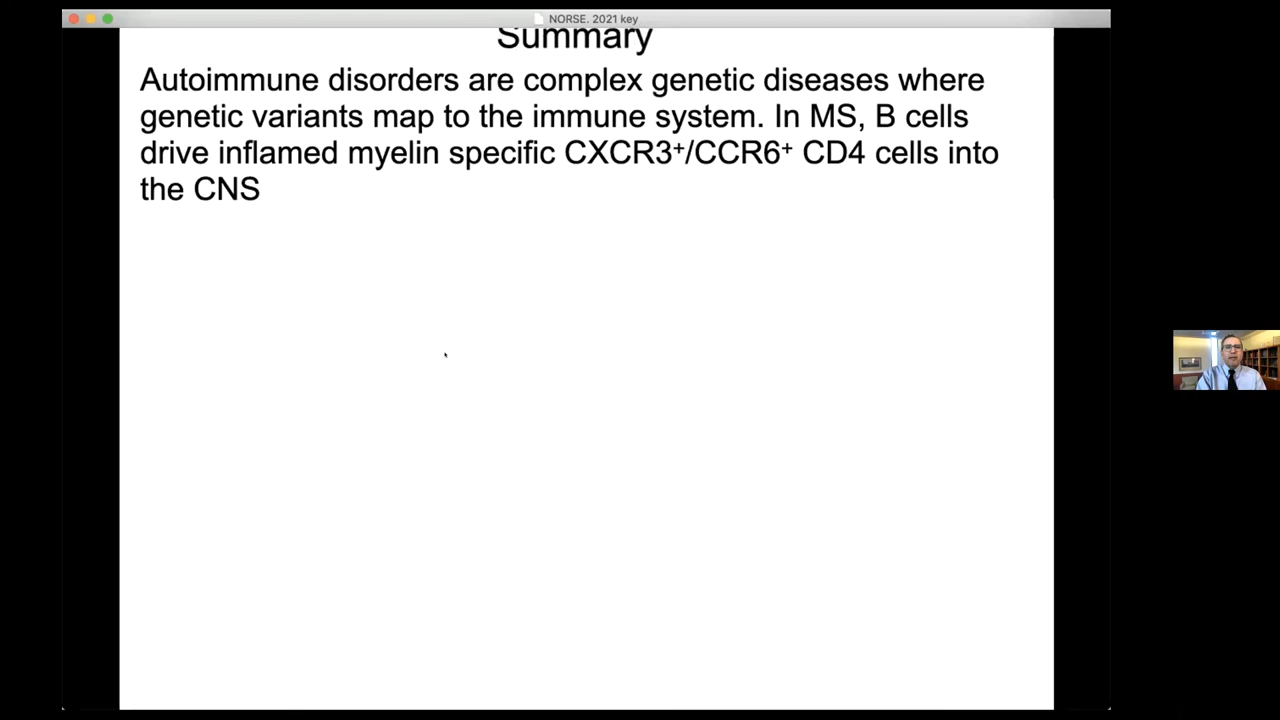 NORSE. 2021 key
Summary
Autoimmune disorders are complex genetic diseases where
genetic variants map to the immune system. In MS, B cells
drive inflamed myelin specific CXCR3⁺/CCR6⁺ CD4 cells into
the CNS